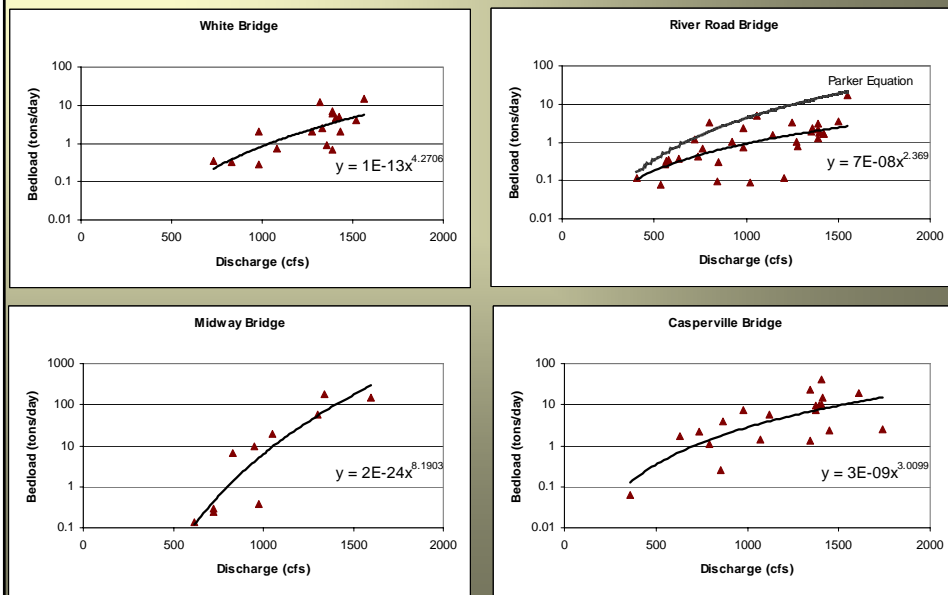 White Bridge
Bedload (tons/day)
100
10
1
0.1
0.01
y = 1E-13x^4.2706
0 500 1000 1500 2000
Discharge (cfs)
River Road Bridge
Bedload (tons/day)
100
10
1
0.1
0.01
Parker Equation
y = 7E-08x^2.369
0 500 1000 1500 2000
Discharge (cfs)
Midway Bridge
Bedload (tons/day)
1000
100
10
1
0.1
y = 2E-24x^8.1903
0 500 1000 1500 2000
Discharge (cfs)
Casperville Bridge
Bedload (tons/day)
100
10
1
0.1
0.01
y = 3E-09x^3.0099
0 500 1000 1500 2000
Discharge (cfs)